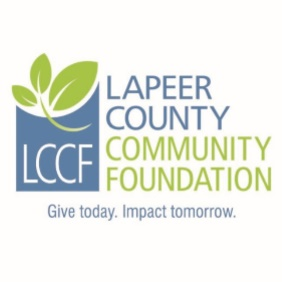 LAPEER
COUNTY
COMMUNITY
FOUNDATION
LCCF
Give today. Impact tomorrow.